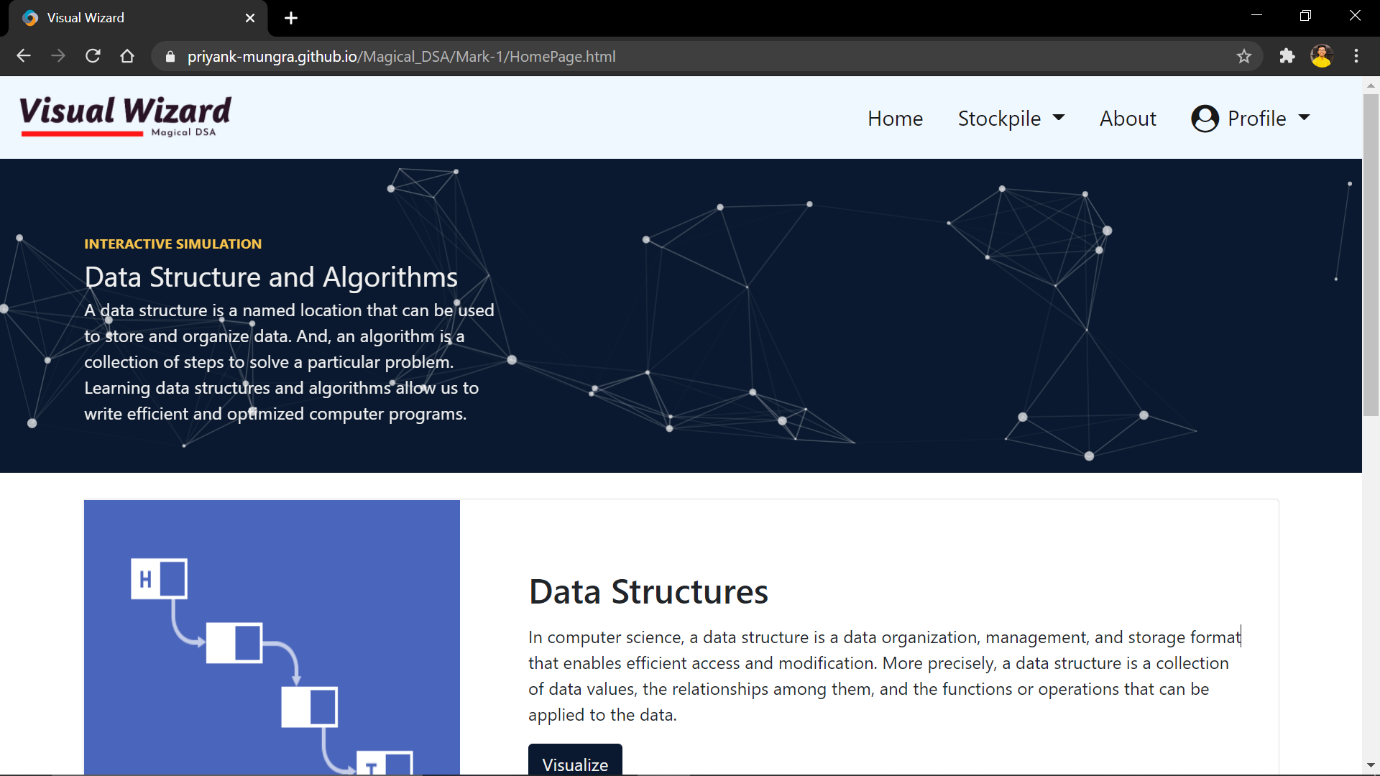 Visual Wizard
priyank-mungra.github.io/Magical_DSA/Mark-1/HomePage.html
Visual Wizard
Magical DSA
Home Stockpile About Profile
INTERACTIVE SIMULATION
Data Structure and Algorithms
A data structure is a named location that can be used
to store and organize data. And, an algorithm is a
collection of steps to solve a particular problem.
Learning data structures and algorithms allow us to
write efficient and optimized computer programs.
H
T
Data Structures
In computer science, a data structure is a data organization, management, and storage format
that enables efficient access and modification. More precisely, a data structure is a collection
of data values, the relationships among them, and the functions or operations that can be
applied to the data.
Visualize